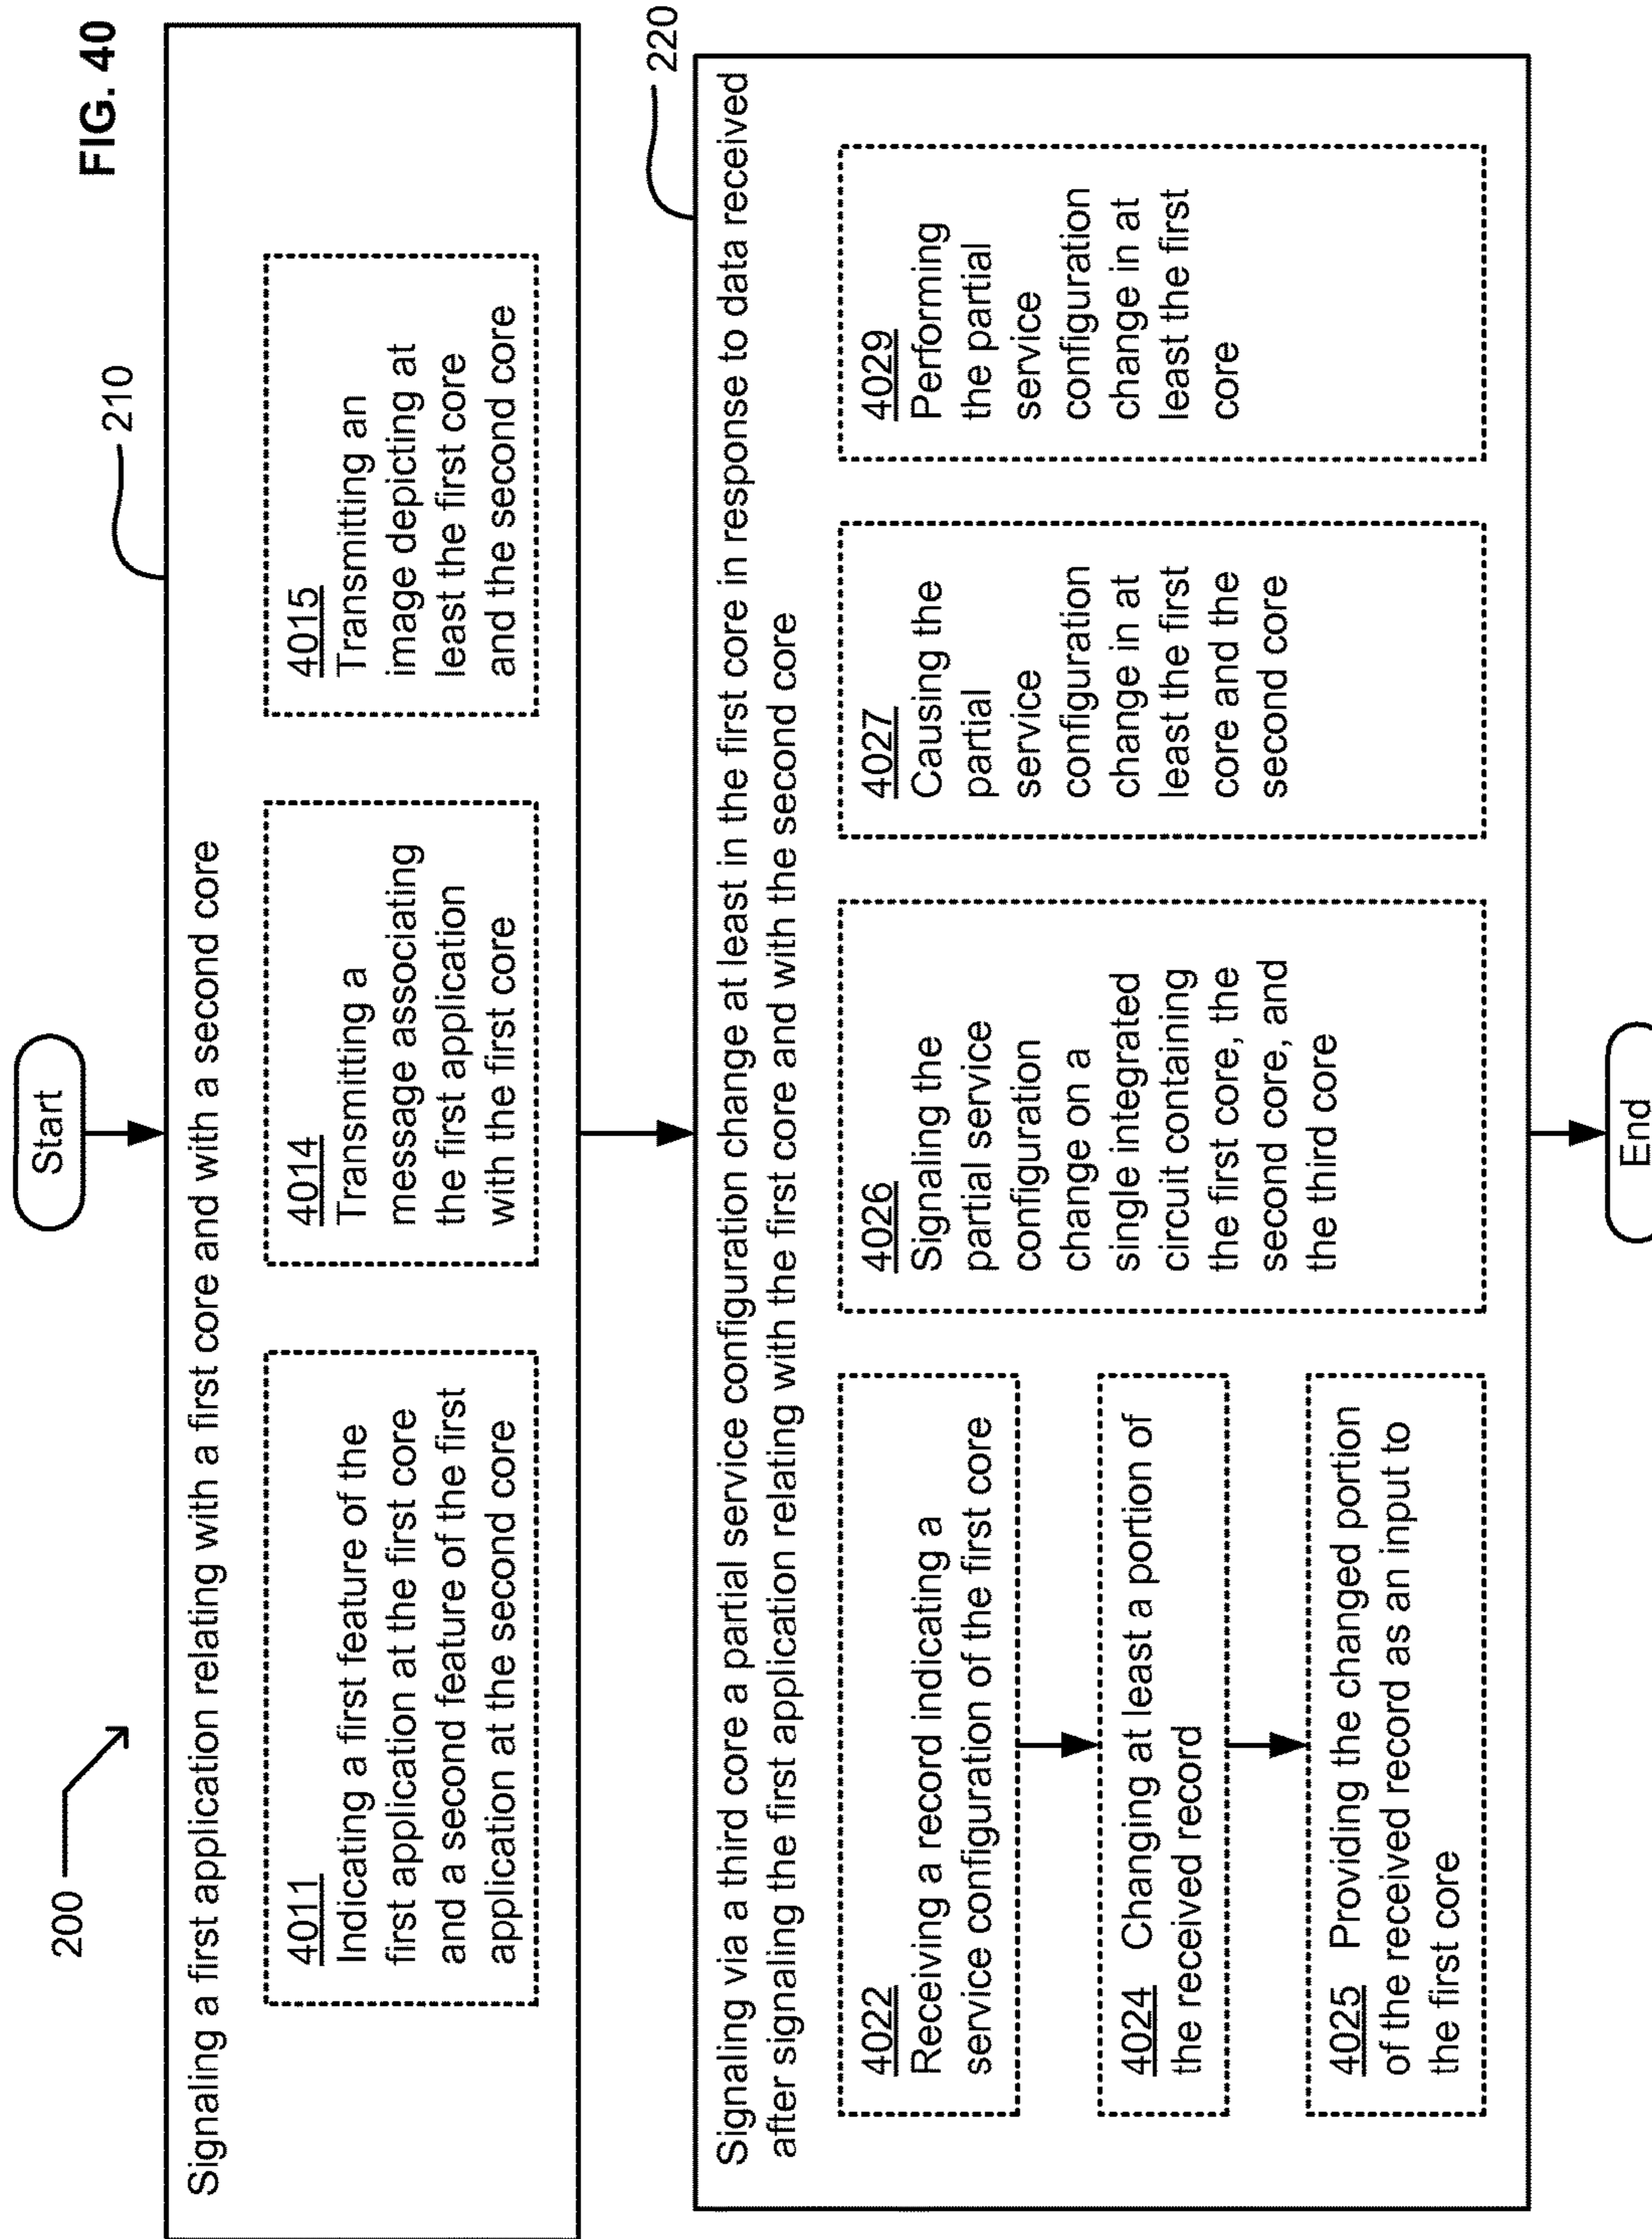 FIG. 40
200
Start
210
Signaling a first application relating with a first core and with a second core
4011
Indicating a first feature of the
first application at the first core
and a second feature of the first
application at the second core
4014
Transmitting a
message associating
the first application
with the first core
4015
Transmitting an
image depicting at
least the first core
and the second core
220
Signaling via a third core a partial service configuration change at least in the first core in response to data received
after signaling the first application relating with the first core and with the second core
4022
Receiving a record indicating a
service configuration of the first core
4024 Changing at least a portion of
the received record
4025 Providing the changed portion
of the received record as an input to
the first core
4026
Signaling the
partial service
configuration
change on a
single integrated
circuit containing
the first core, the
second core, and
the third core
4027
Causing the
partial
service
configuration
change in at
least the first
core and the
second core
4029
Performing
the partial
service
configuration
change in at
least the first
core
End